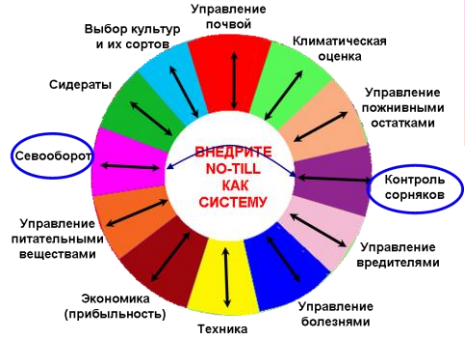 Управление
почвой
Климатическая
оценка
Управление
пожнивными
остатками
Контроль
сорняков
Управление
вредителями
Управление
болезнями
Техника
Экономика
(прибыльность)
Управление
питательными
веществами
Севооборот
Сидераты
Выбор культур
и их сортов
ВНЕДРИТЕ
NO-TILL
КАК
СИСТЕМУ